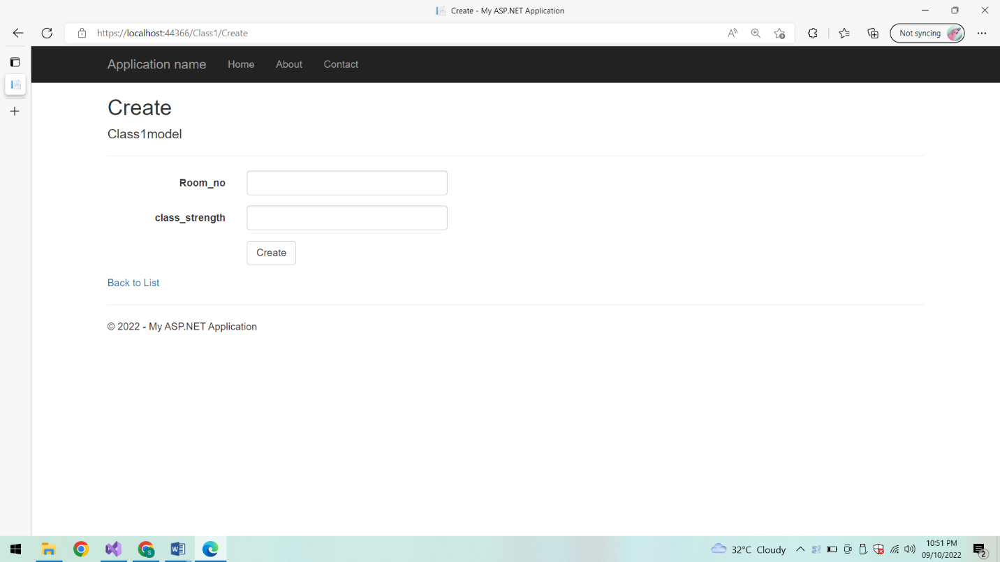 Create - My ASP.NET Application
https://localhost:44366/Class1/Create
Not syncing
Application name Home About Contact
Create
Class1model
Room_no
class_strength
Create
Back to List
© 2022 - My ASP.NET Application
32°C Cloudy
10:51 PM
09/10/2022
2